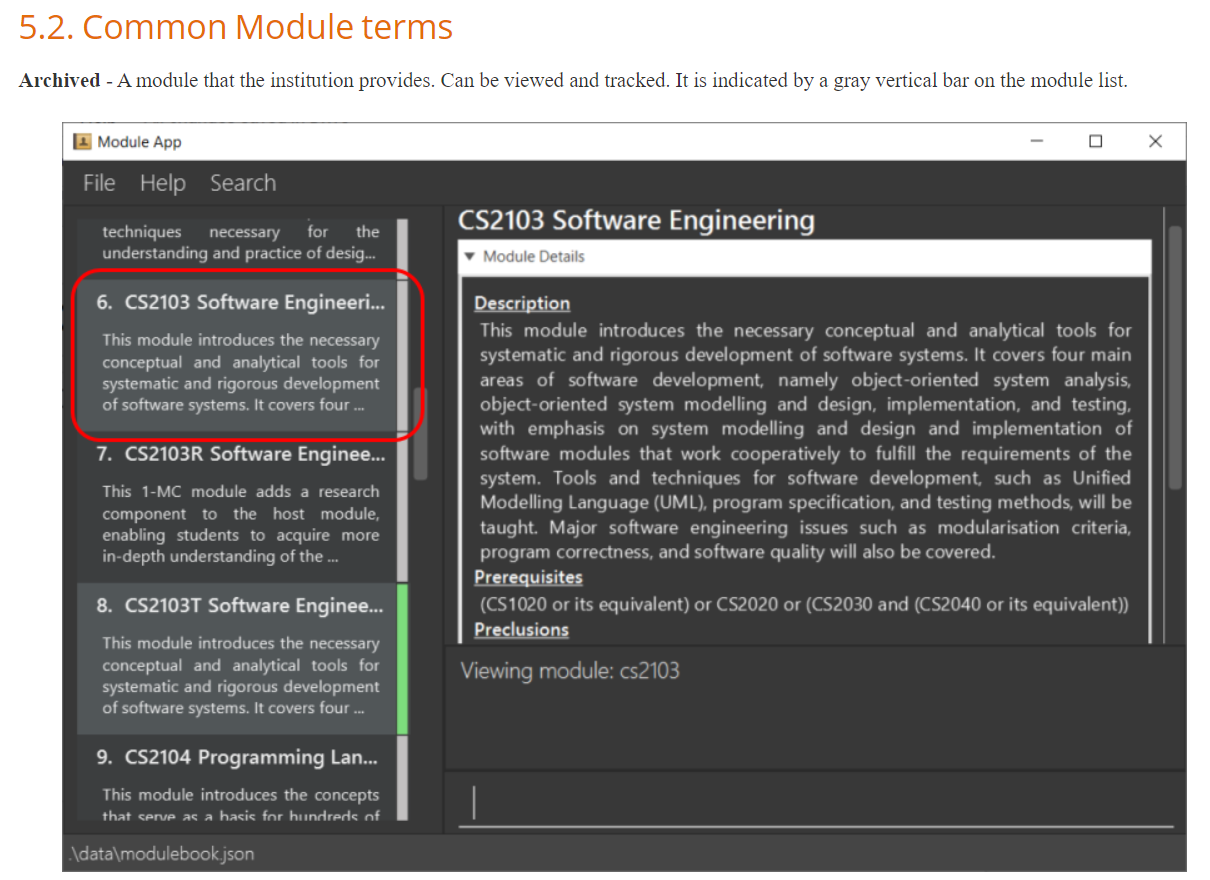 5.2. Common Module terms
Archived - A module that the institution provides. Can be viewed and tracked. It is indicated by a gray vertical bar on the module list.
Module App
File Help Search
techniques necessary for the
understanding and practice of desig...
6. CS2103 Software Engineeri...
This module introduces the necessary
conceptual and analytical tools for
systematic and rigorous development
of software systems. It covers four ...
7. CS2103R Software Enginee...
This 1-MC module adds a research
component to the host module,
enabling students to acquire more
in-depth understanding of the ...
8. CS2103T Software Enginee...
This module introduces the necessary
conceptual and analytical tools for
systematic and rigorous development
of software systems. It covers four ...
9. CS2104 Programming Lan...
This module introduces the concepts
that serve as a basis for hundreds of
CS2103 Software Engineering
Module Details
Description
This module introduces the necessary conceptual and analytical tools for
systematic and rigorous development of software systems. It covers four main
areas of software development, namely object-oriented system analysis,
object-oriented system modelling and design, implementation, and testing,
with emphasis on system modelling and design and implementation of
software modules that work cooperatively to fulfill the requirements of the
system. Tools and techniques for software development, such as Unified
Modelling Language (UML), program specification, and testing methods, will be
taught. Major software engineering issues such as modularisation criteria,
program correctness, and software quality will also be covered.
Prerequisites
(CS1020 or its equivalent) or CS2020 or (CS2030 and (CS2040 or its equivalent))
Preclusions
Viewing module: cs2103
.\data\modulebook.json